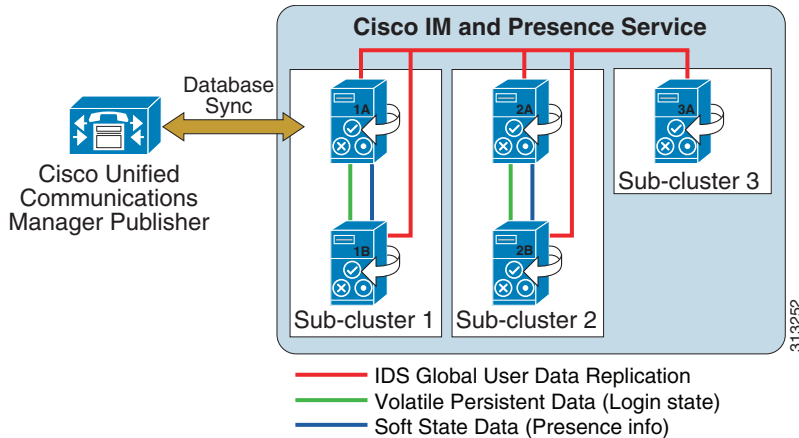 Cisco IM and Presence Service
Database
Sync
1A
2A
3A
Cisco Unified
Communications
Manager Publisher
Sub-cluster 3
1B
2B
Sub-cluster 1
Sub-cluster 2
313252
IDS Global User Data Replication
Volatile Persistent Data (Login state)
Soft State Data (Presence info)